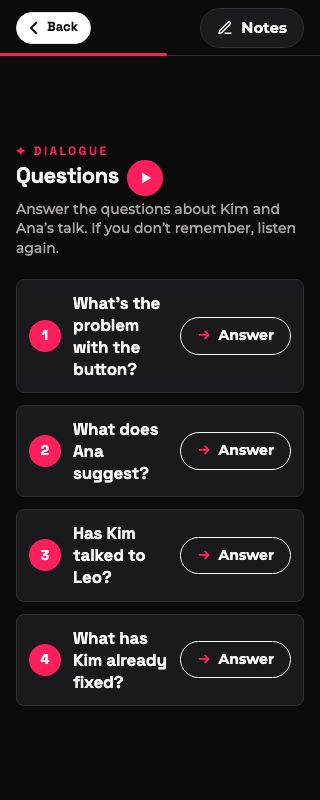 Back
Notes
DIALOGUE
Questions
Answer the questions about Kim and
Ana's talk. If you don't remember, listen
again.
1
What's the
problem
with the
button?
Answer
2
What does
Ana
suggest?
Answer
3
Has Kim
talked to
Leo?
Answer
4
What has
Kim already
fixed?
Answer